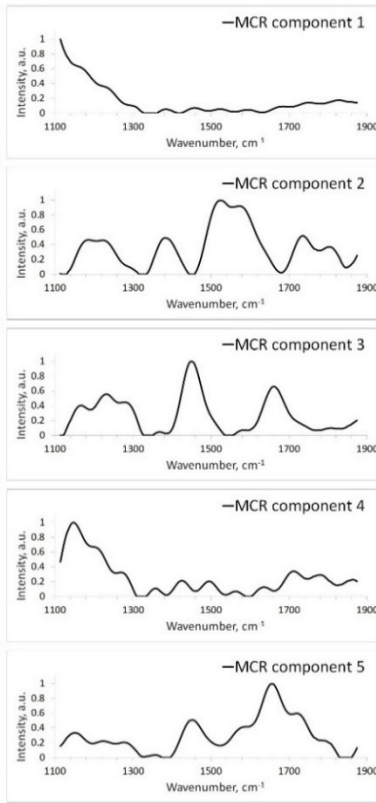 MCR component 1
Intensity, a.u.
1
0.8
0.6
0.4
0.2
0
1100 1300 1500 1700 1900
Wavenumber, cm-1
MCR component 2
Intensity, a.u.
1
0.8
0.6
0.4
0.2
0
1100 1300 1500 1700 1900
Wavenumber, cm-1
MCR component 3
Intensity, a.u.
1
0.8
0.6
0.4
0.2
0
1100 1300 1500 1700 1900
Wavenumber, cm-1
MCR component 4
Intensity, a.u.
1
0.8
0.6
0.4
0.2
0
1100 1300 1500 1700 1900
Wavenumber, cm-1
MCR component 5
Intensity, a.u.
1
0.8
0.6
0.4
0.2
0
1100 1300 1500 1700 1900
Wavenumber, cm-1